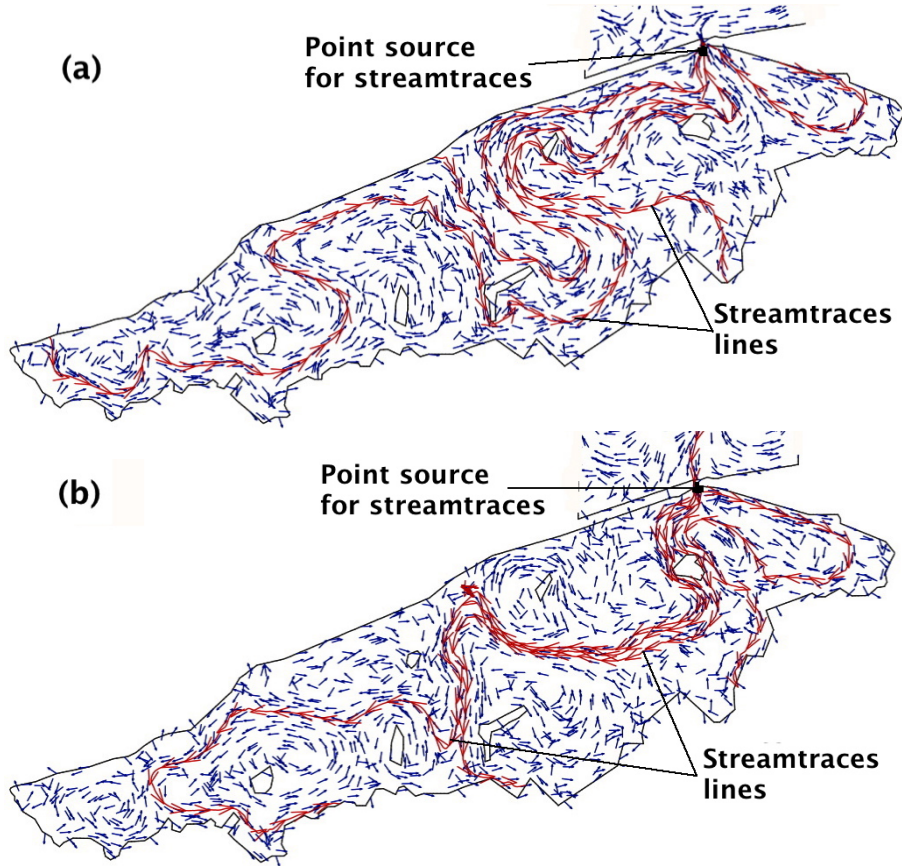 (a)
Point source
for streamtraces
Streamtraces
lines
(b)
Point source
for streamtraces
Streamtraces
lines